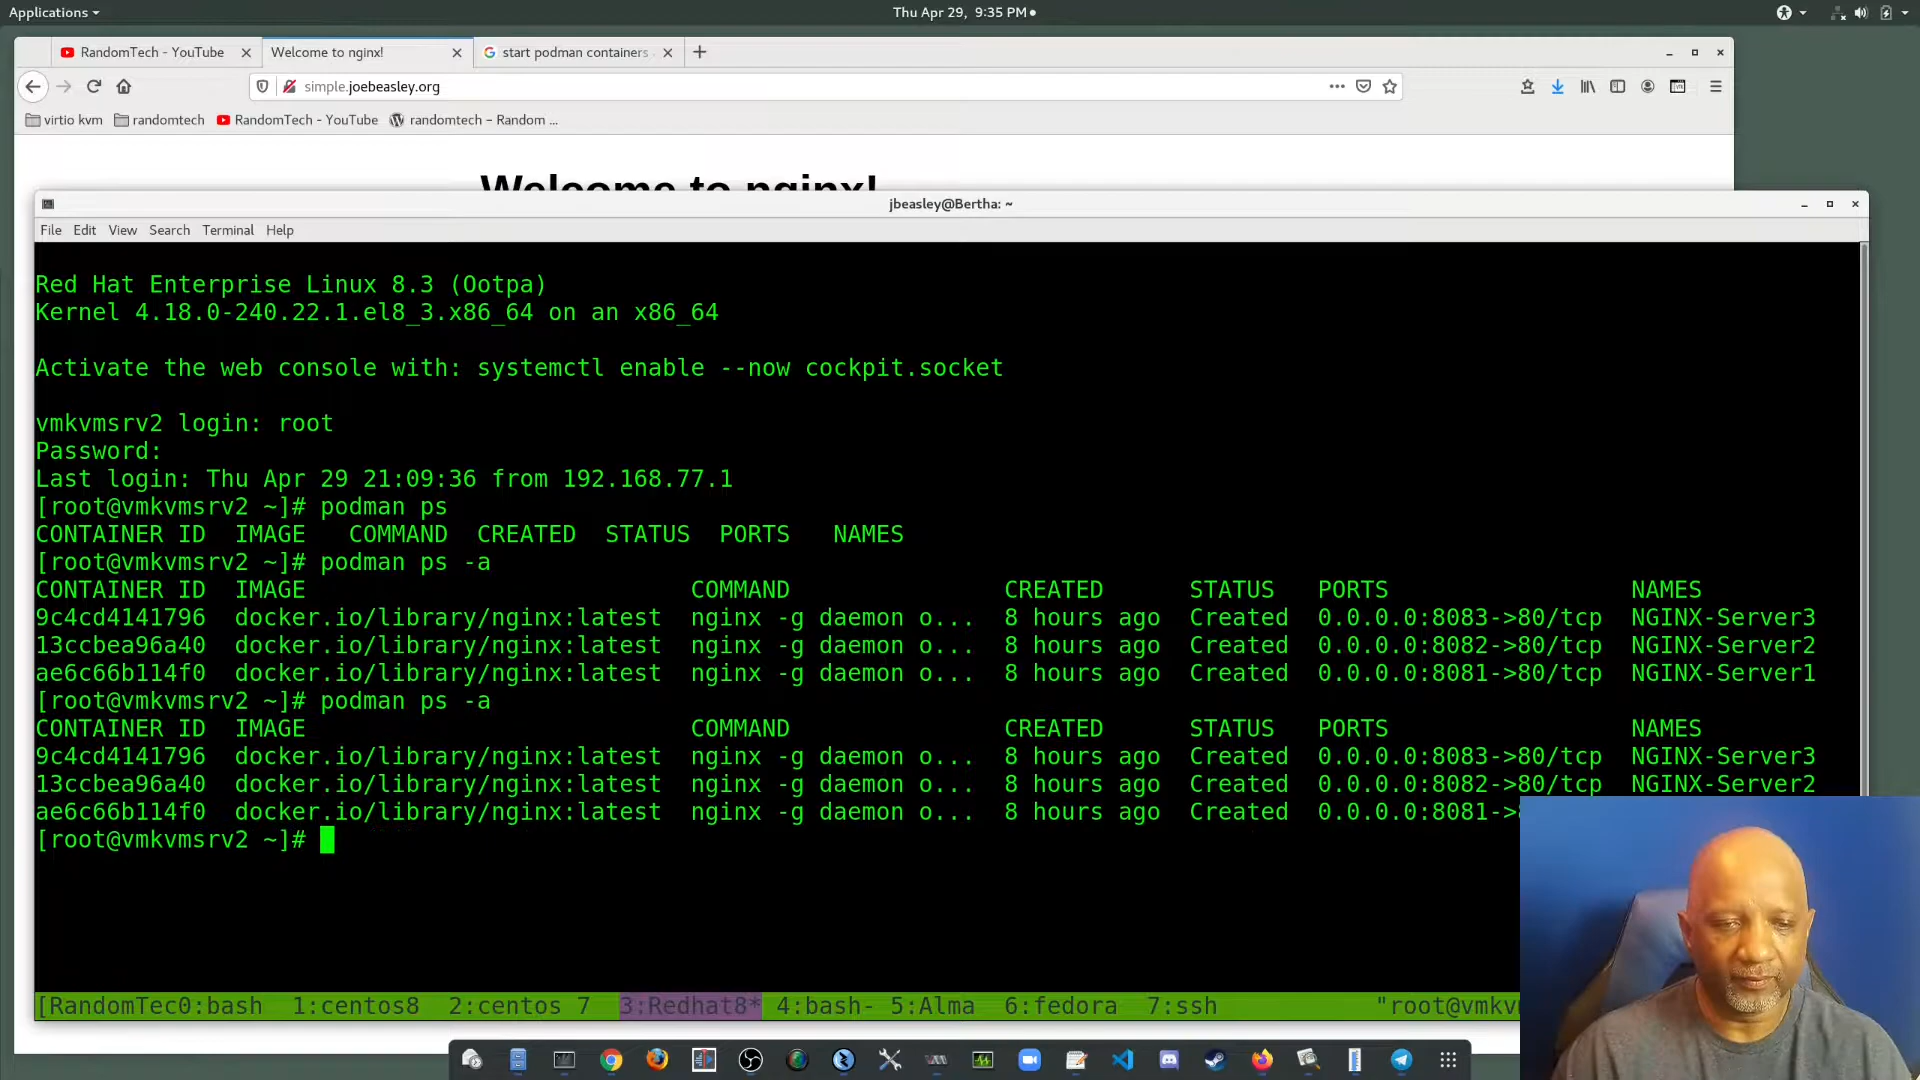 Applications
Thu Apr 29, 9:35 PM
RandomTech - YouTube
Welcome to nginx!
start podman containers
simple.joebeasley.org
virtio kvm
randomtech
RandomTech - YouTube
randomtech – Random ...
Welcome to nginx!
jbeasley@Bertha: ~
File Edit View Search Terminal Help
Red Hat Enterprise Linux 8.3 (Ootpa)
Kernel 4.18.0-240.22.1.el8_3.x86_64 on an x86_64
Activate the web console with: systemctl enable --now cockpit.socket
vmkvmsrv2 login: root
Password:
Last login: Thu Apr 29 21:09:36 from 192.168.77.1
[root@vmkvmsrv2 ~]# podman ps
CONTAINER ID  IMAGE   COMMAND  CREATED  STATUS  PORTS   NAMES
[root@vmkvmsrv2 ~]# podman ps -a
CONTAINER ID  IMAGE                           COMMAND               CREATED      STATUS   PORTS                 NAMES
9c4cd4141796  docker.io/library/nginx:latest  nginx -g daemon o...  8 hours ago  Created  0.0.0.0:8083->80/tcp  NGINX-Server3
13ccbea96a40  docker.io/library/nginx:latest  nginx -g daemon o...  8 hours ago  Created  0.0.0.0:8082->80/tcp  NGINX-Server2
ae6c66b114f0  docker.io/library/nginx:latest  nginx -g daemon o...  8 hours ago  Created  0.0.0.0:8081->80/tcp  NGINX-Server1
[root@vmkvmsrv2 ~]# podman ps -a
CONTAINER ID  IMAGE                           COMMAND               CREATED      STATUS   PORTS                 NAMES
9c4cd4141796  docker.io/library/nginx:latest  nginx -g daemon o...  8 hours ago  Created  0.0.0.0:8083->80/tcp  NGINX-Server3
13ccbea96a40  docker.io/library/nginx:latest  nginx -g daemon o...  8 hours ago  Created  0.0.0.0:8082->80/tcp  NGINX-Server2
ae6c66b114f0  docker.io/library/nginx:latest  nginx -g daemon o...  8 hours ago  Created  0.0.0.0:8081->
[root@vmkvmsrv2 ~]#
[RandomTec0:bash  1:centos8  2:centos 7  3:Redhat8* 4:bash- 5:Alma  6:fedora  7:ssh "root@vmkv